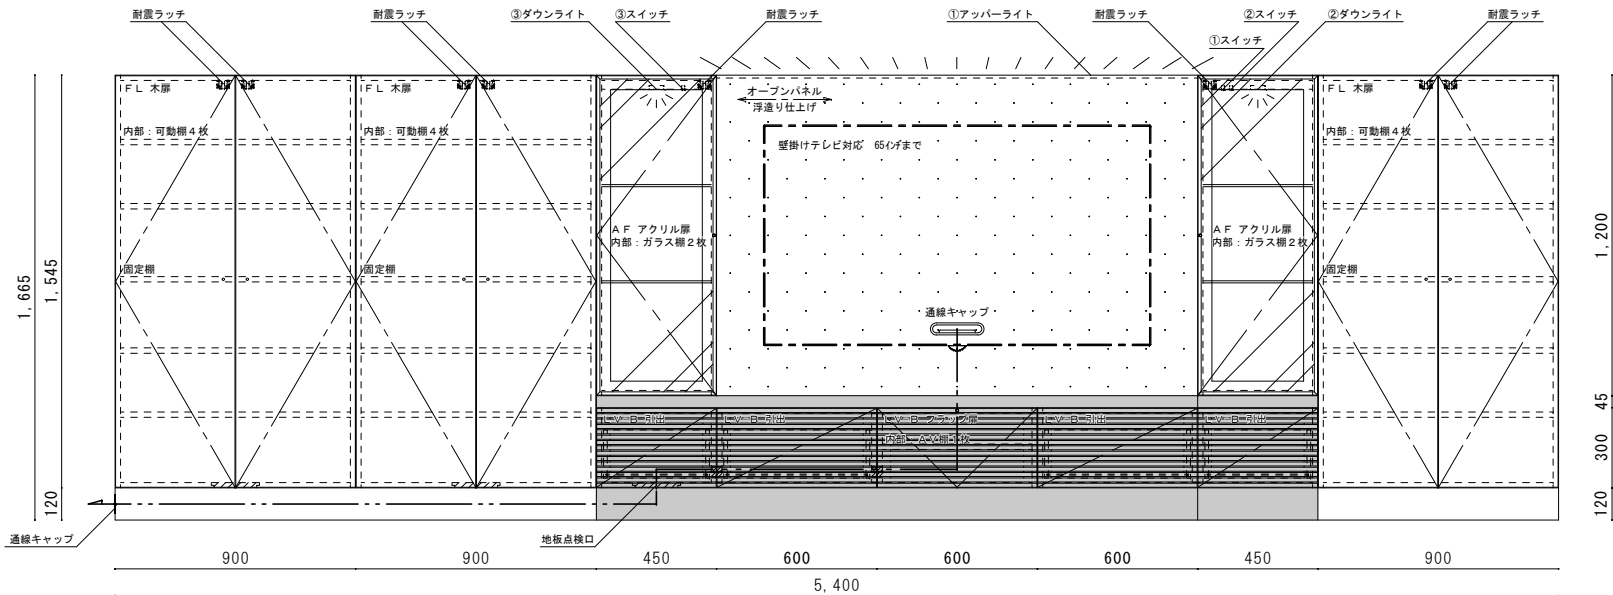 耐震ラッチ
耐震ラッチ
③ダウンライト
③スイッチ
耐震ラッチ
①アッパーライト
耐震ラッチ
②スイッチ
②ダウンライト
耐震ラッチ
①スイッチ
FL 木扉
FL 木扉
オープンパネル
浮造り仕上げ
FL 木扉
内部：可動棚４枚
内部：可動棚４枚
壁掛けテレビ対応 65インチまで
内部：可動棚４枚
AF アクリル扉
内部：ガラス棚２枚
AF アクリル扉
内部：ガラス棚２枚
固定棚
固定棚
固定棚
通線キャップ
LV-B 引出
LV-B 引出
LV-B フラップ扉
LV-B 引出
LV-B 引出
内部：AV棚１枚
1,665
1,545
120
1,200
45
300
120
通線キャップ
地板点検口
900
900
450
600
600
600
450
900
5,400